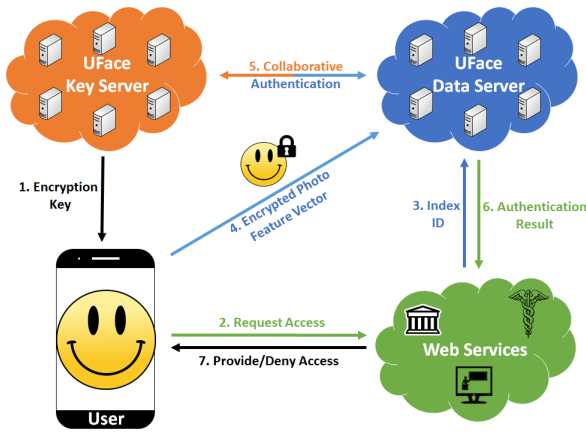 UFace
Key Server
5. Collaborative
Authentication
UFace
Data Server
1. Encryption
Key
4. Encrypted Photo
Feature Vector
3. Index
ID
6. Authentication
Result
2. Request Access
7. Provide/Deny Access
Web Services
User